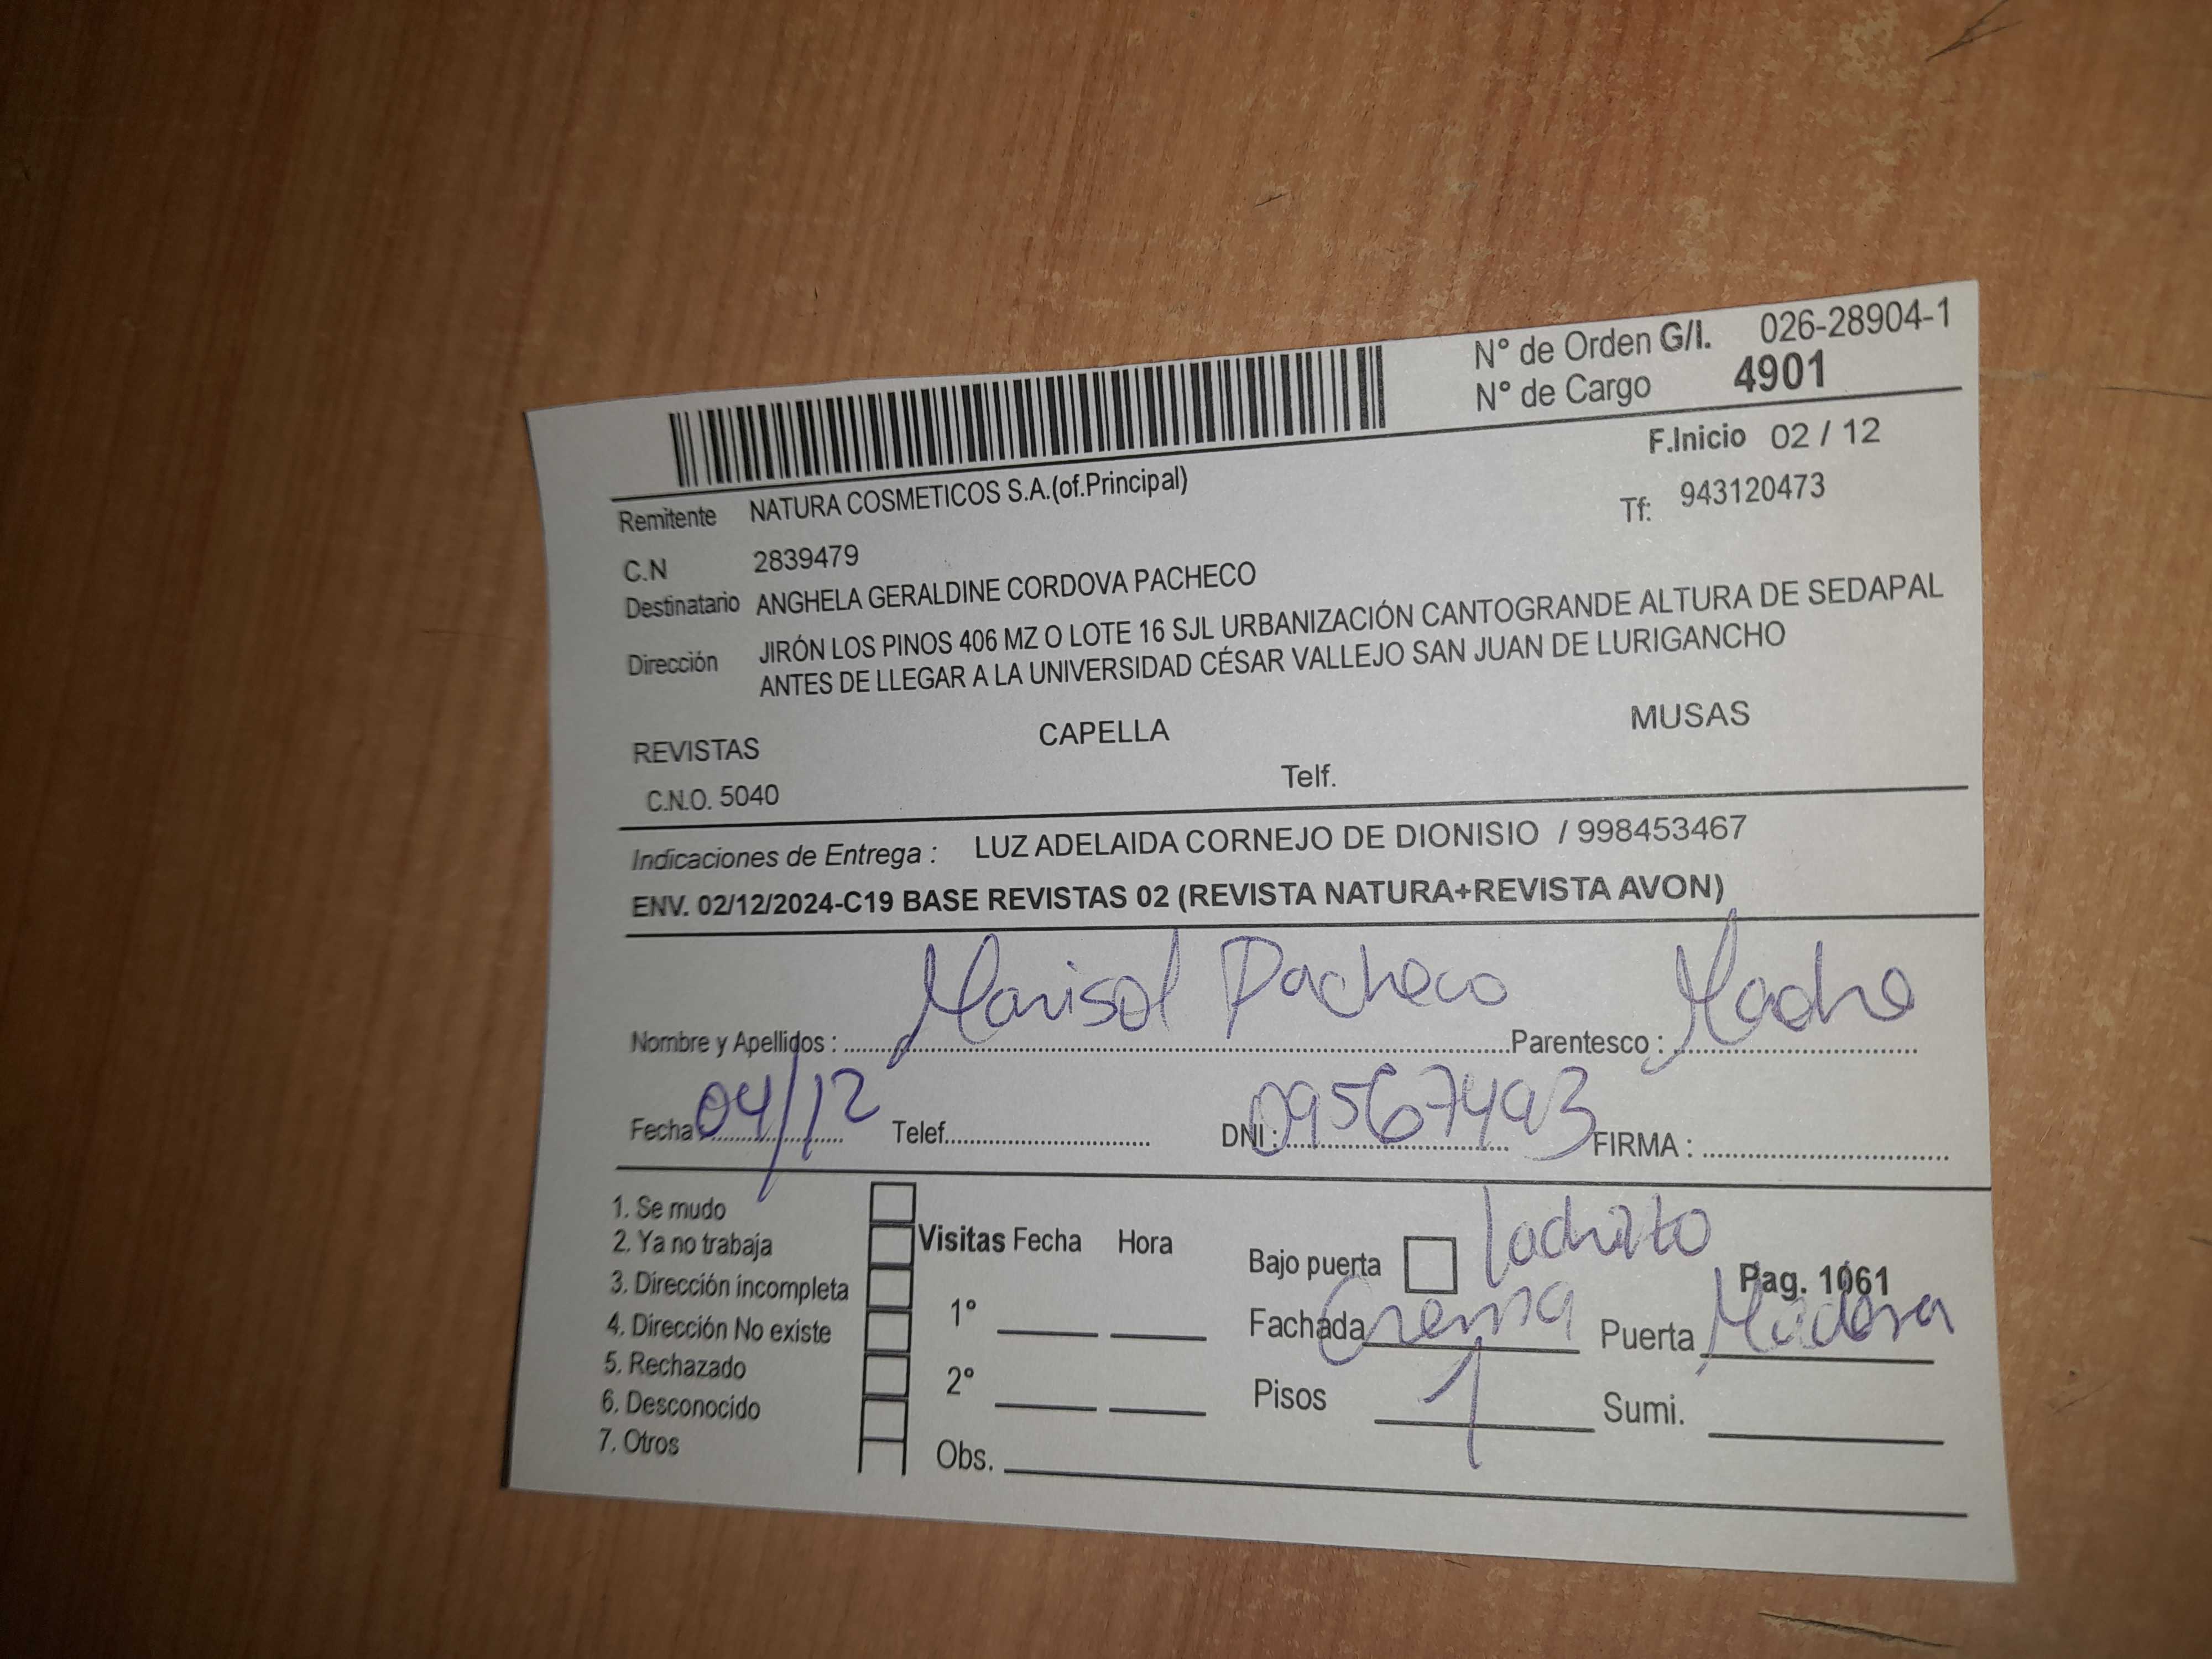 N° de Orden G/I. 026-28904-1
N° de Cargo 4901
F.Inicio 02 / 12
Remitente NATURA COSMETICOS S.A.(of.Principal)
Tf: 943120473
C.N 2839479
Destinatario ANGHELA GERALDINE CORDOVA PACHECO
Dirección JIRÓN LOS PINOS 406 MZ O LOTE 16 SJL URBANIZACIÓN CANTOGRANDE ALTURA DE SEDAPAL
ANTES DE LLEGAR A LA UNIVERSIDAD CÉSAR VALLEJO SAN JUAN DE LURIGANCHO
REVISTAS CAPELLA MUSAS
C.N.O. 5040 Telf.
Indicaciones de Entrega : LUZ ADELAIDA CORNEJO DE DIONISIO / 998453467
ENV. 02/12/2024-C19 BASE REVISTAS 02 (REVISTA NATURA+REVISTA AVON)
Nombre y Apellidos : Marisol Pacheco Parentesco : Madre
Fecha 04/12 Telef. DNI : 09567493 FIRMA :
1. Se mudo
2. Ya no trabaja
3. Dirección incompleta
4. Dirección No existe
5. Rechazado
6. Desconocido
7. Otros
Visitas Fecha Hora
1°
2°
Obs.
Bajo puerta ladrillo Pag. 1061
Fachada Crema Puerta Madera
Pisos 1 Sumi.